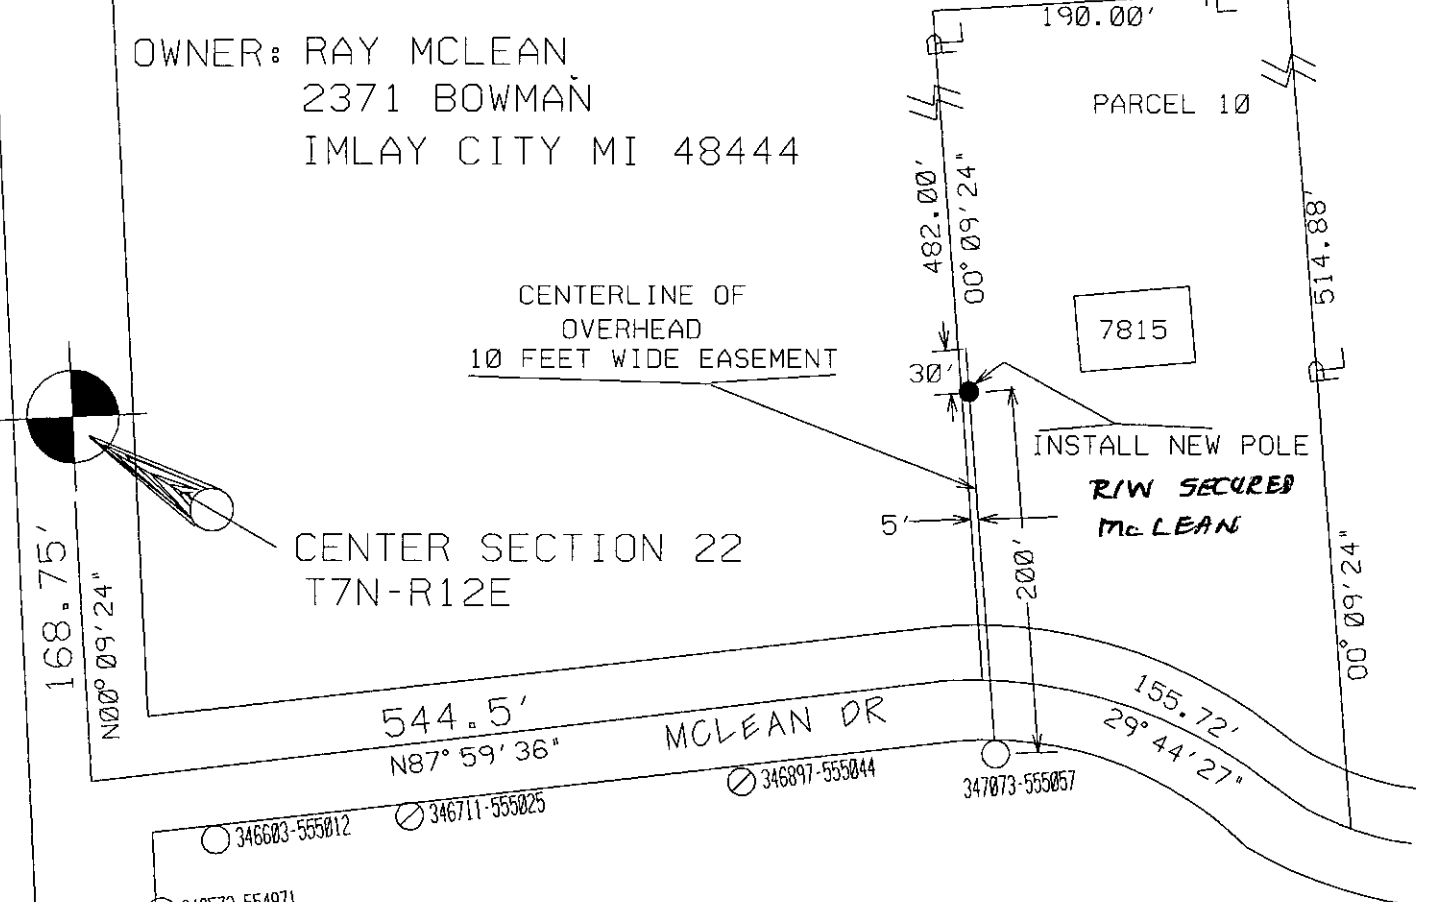 190.00'
OWNER: RAY MCLEAN
2371 BOWMAN
IMLAY CITY MI 48444
PARCEL 10
482.00'
00° 09'24"
514.88'
CENTERLINE OF
OVERHEAD
10 FEET WIDE EASEMENT
7815
30'
INSTALL NEW POLE
R/W SECURED
McLEAN
5'
200'
00° 09'24"
CENTER SECTION 22
T7N-R12E
168.75'
N00° 09'24"
544.5'
N87° 59'36"
MCLEAN DR
155.72'
29° 44'27"
346897-555044
347073-555057
346711-555025
346603-555012